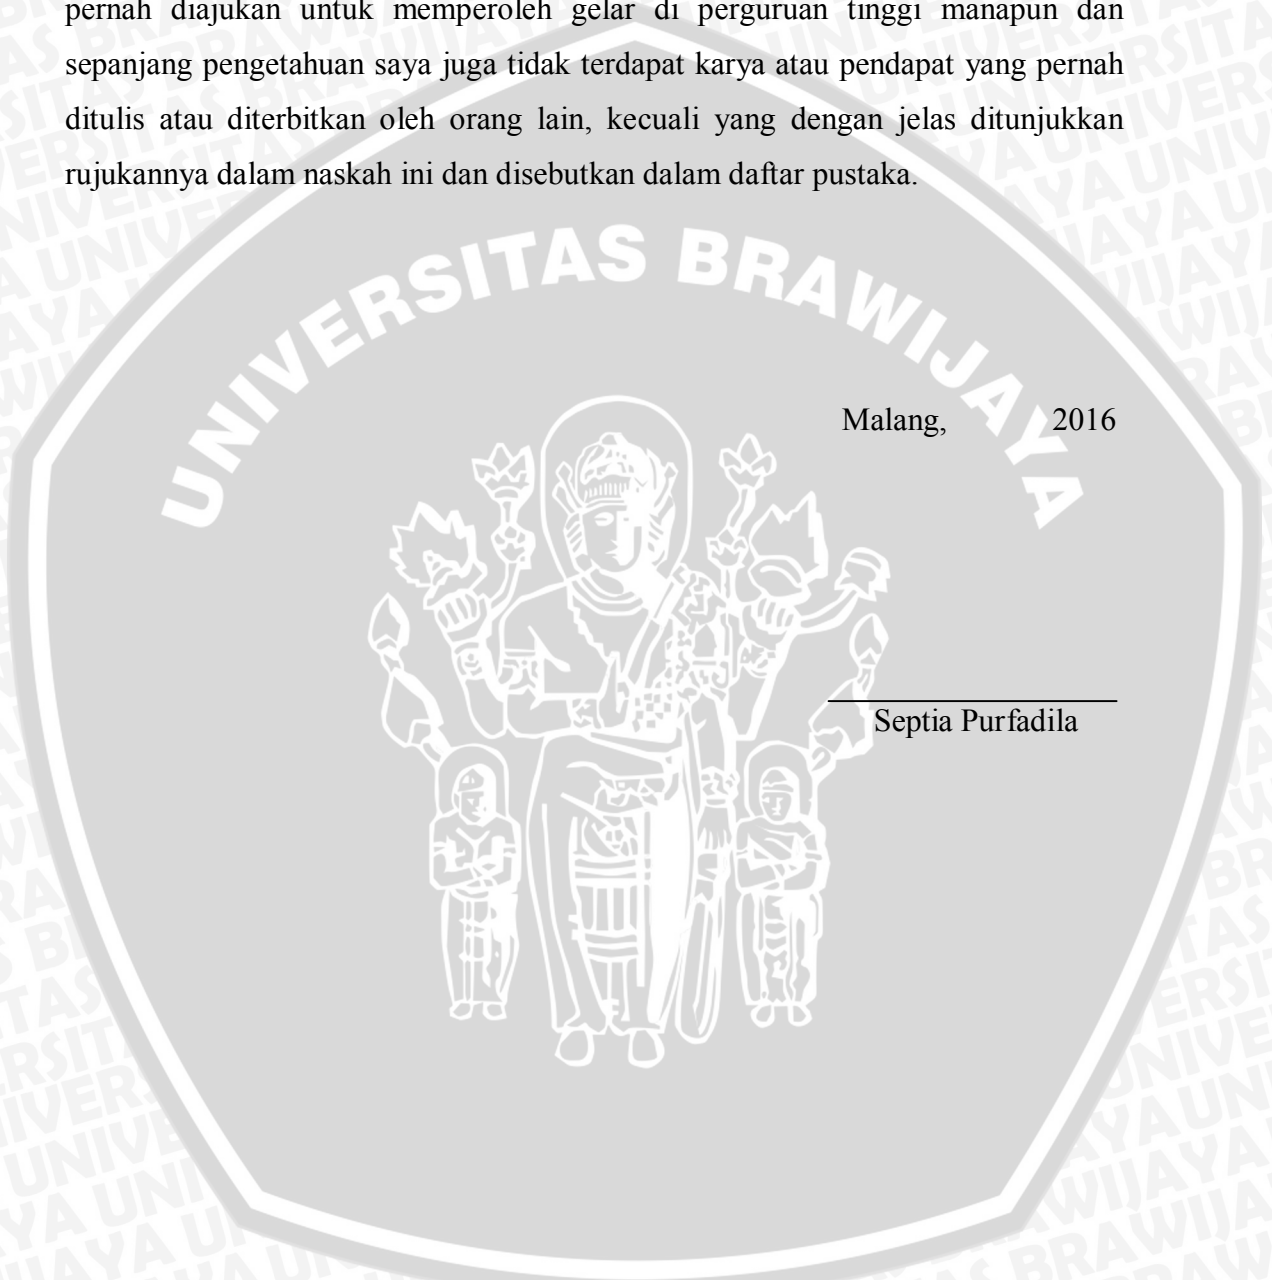 pernah diajukan untuk memperoleh gelar di perguruan tinggi manapun dan
sepanjang pengetahuan saya juga tidak terdapat karya atau pendapat yang pernah
ditulis atau diterbitkan oleh orang lain, kecuali yang dengan jelas ditunjukkan
rujukannya dalam naskah ini dan disebutkan dalam daftar pustaka.
UNIVERSITAS BRAWIJAYA
Malang, 2016
Septia Purfadila